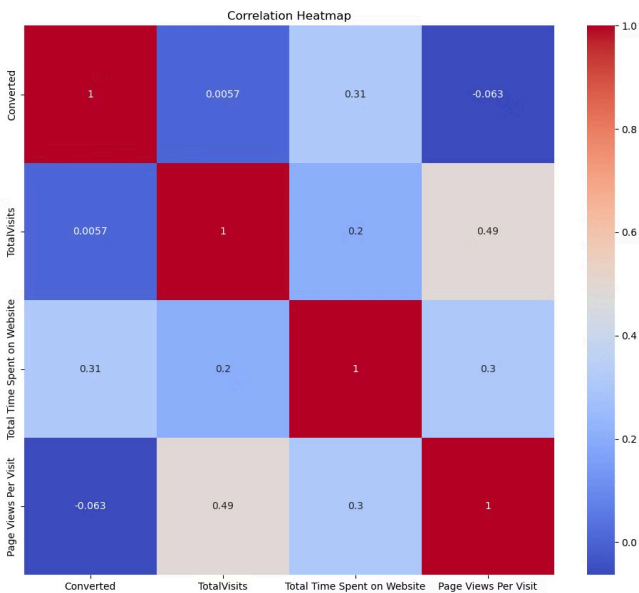 Correlation Heatmap
Converted
1
0.0057
0.31
-0.063
TotalVisits
0.0057
1
0.2
0.49
Total Time Spent on Website
0.31
0.2
1
0.3
Page Views Per Visit
-0.063
0.49
0.3
1
Converted
TotalVisits
Total Time Spent on Website
Page Views Per Visit
1.0
0.8
0.6
0.4
0.2
0.0